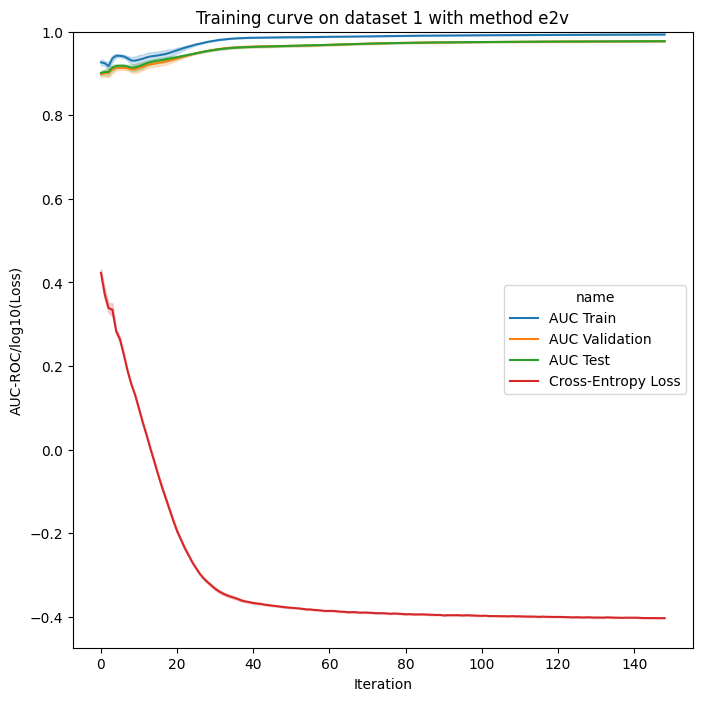 Training curve on dataset 1 with method e2v
1.0
0.8
0.6
0.4
0.2
0.0
−0.2
−0.4
AUC-ROC/log10(Loss)
name
AUC Train
AUC Validation
AUC Test
Cross-Entropy Loss
0 20 40 60 80 100 120 140
Iteration